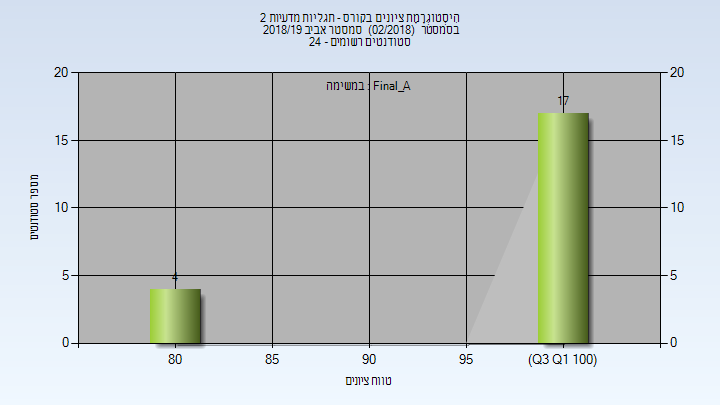 היסטוגרמת ציונים בקורס - תגליות מדעיות 2
בסמסטר (02/2018) סמסטר אביב 2018/19
סטודנטים רשומים - 24
במשימה : Final_A
20
20
17
15
15
מספר סטודנטים
10
10
5
5
4
0
0
80
85
90
95
(Q3 Q1 100)
טווח ציונים